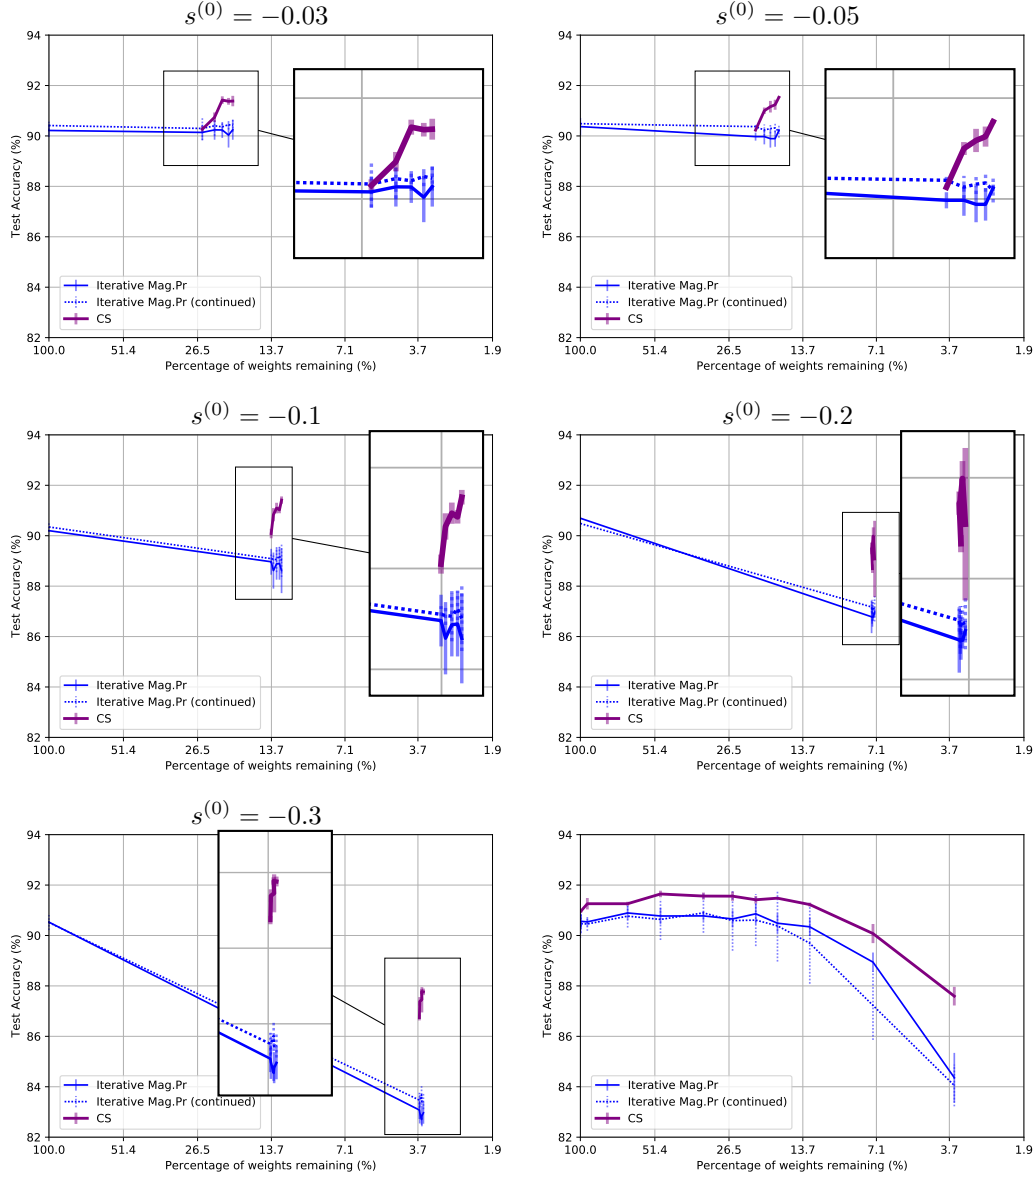 s^(0) = −0.03
94
92
90
88
86
84
82
Test Accuracy (%)
Iterative Mag.Pr
Iterative Mag.Pr (continued)
CS
100.0 51.4 26.5 13.7 7.1 3.7 1.9
Percentage of weights remaining (%)
s^(0) = −0.05
94
92
90
88
86
84
82
Test Accuracy (%)
Iterative Mag.Pr
Iterative Mag.Pr (continued)
CS
100.0 51.4 26.5 13.7 7.1 3.7 1.9
Percentage of weights remaining (%)
s^(0) = −0.1
94
92
90
88
86
84
82
Test Accuracy (%)
Iterative Mag.Pr
Iterative Mag.Pr (continued)
CS
100.0 51.4 26.5 13.7 7.1 3.7 1.9
Percentage of weights remaining (%)
s^(0) = −0.2
94
92
90
88
86
84
82
Test Accuracy (%)
Iterative Mag.Pr
Iterative Mag.Pr (continued)
CS
100.0 51.4 26.5 13.7 7.1 3.7 1.9
Percentage of weights remaining (%)
s^(0) = −0.3
94
92
90
88
86
84
82
Test Accuracy (%)
Iterative Mag.Pr
Iterative Mag.Pr (continued)
CS
100.0 51.4 26.5 13.7 7.1 3.7 1.9
Percentage of weights remaining (%)
94
92
90
88
86
84
82
Test Accuracy (%)
Iterative Mag.Pr
Iterative Mag.Pr (continued)
CS
100.0 51.4 26.5 13.7 7.1 3.7 1.9
Percentage of weights remaining (%)